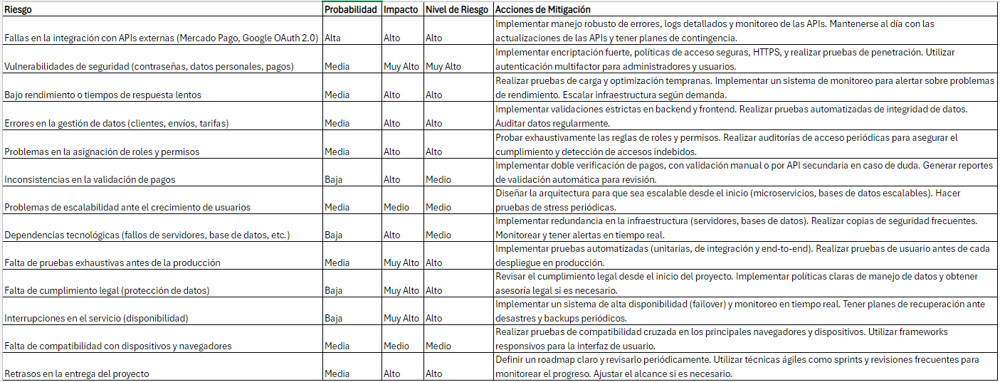 Riesgo Probabilidad Impacto Nivel de Riesgo Acciones de Mitigación
Implementar manejo robusto de errores, logs detallados y monitoreo de las APIs. Mantenerse al día con las
Fallas en la integración con APIs externas (Mercado Pago, Google OAuth 2.0) Alta Alto Alto actualizaciones de las APIs y tener planes de contingencia.
Implementar encriptación fuerte, políticas de acceso seguras, HTTPS, y realizar pruebas de penetración. Utilizar
Vulnerabilidades de seguridad (contraseñas, datos personales, pagos) Media Muy Alto Muy Alto autenticación multifactor para administradores y usuarios.
Realizar pruebas de carga y optimización tempranas. Implementar un sistema de monitoreo para alertar sobre problemas
Bajo rendimiento o tiempos de respuesta lentos Media Alto Alto de rendimiento. Escalar infraestructura según demanda.
Implementar validaciones estrictas en backend y frontend. Realizar pruebas automatizadas de integridad de datos.
Errores en la gestión de datos (clientes, envíos, tarifas) Media Alto Alto Auditar datos regularmente.
Probar exhaustivamente las reglas de roles y permisos. Realizar auditorías de acceso periódicas para asegurar el
Problemas en la asignación de roles y permisos Media Alto Alto cumplimiento y detección de accesos indebidos.
Implementar doble verificación de pagos, con validación manual o por API secundaria en caso de duda. Generar reportes
Inconsistencias en la validación de pagos Baja Alto Medio de validación automática para revisión.
Diseñar la arquitectura para que sea escalable desde el inicio (microservicios, bases de datos escalables). Hacer
Problemas de escalabilidad ante el crecimiento de usuarios Media Medio Medio pruebas de stress periódicas.
Implementar redundancia en la infraestructura (servidores, bases de datos). Realizar copias de seguridad frecuentes.
Dependencias tecnológicas (fallos de servidores, base de datos, etc.) Baja Alto Medio Monitorear y tener alertas en tiempo real.
Implementar pruebas automatizadas (unitarias, de integración y end-to-end). Realizar pruebas de usuario antes de cada
Falta de pruebas exhaustivas antes de la producción Media Muy Alto Alto despliegue en producción.
Revisar el cumplimiento legal desde el inicio del proyecto. Implementar políticas claras de manejo de datos y obtener
Falta de cumplimiento legal (protección de datos) Baja Muy Alto Alto asesoría legal si es necesario.
Implementar un sistema de alta disponibilidad (failover) y monitoreo en tiempo real. Tener planes de recuperación ante
Interrupciones en el servicio (disponibilidad) Baja Muy Alto Alto desastres y backups periódicos.
Realizar pruebas de compatibilidad cruzada en los principales navegadores y dispositivos. Utilizar frameworks
Falta de compatibilidad con dispositivos y navegadores Media Medio Medio responsivos para la interfaz de usuario.
Definir un roadmap claro y revisarlo periódicamente. Utilizar técnicas ágiles como sprints y revisiones frecuentes para
Retrasos en la entrega del proyecto Media Alto Alto monitorear el progreso. Ajustar el alcance si es necesario.